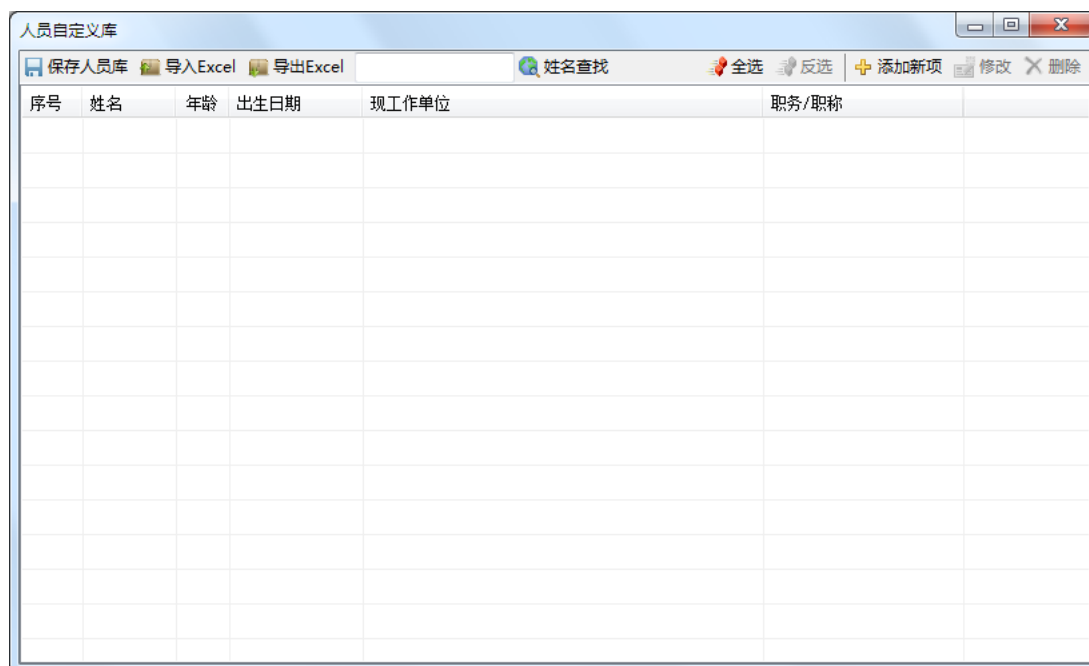 人员自定义库
保存人员库 导入Excel 导出Excel 姓名查找 全选 反选 添加新项 修改 删除
序号 姓名 年龄 出生日期 现工作单位 职务/职称